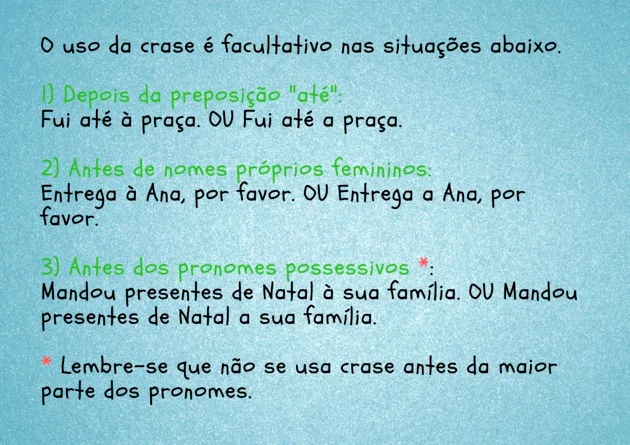 O uso da crase é facultativo nas situações abaixo.
1) Depois da preposição "até":
Fui até à praça. OU Fui até a praça.
2) Antes de nomes próprios femininos:
Entrega à Ana, por favor. OU Entrega a Ana, por
favor.
3) Antes dos pronomes possessivos *:
Mandou presentes de Natal à sua família. OU Mandou
presentes de Natal a sua família.
* Lembre-se que não se usa crase antes da maior
parte dos pronomes.